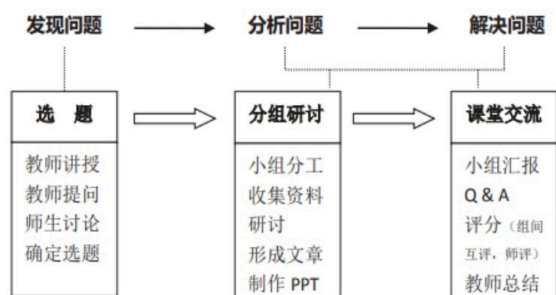 发现问题
分析问题
解决问题
选 题
教师讲授
教师提问
师生讨论
确定选题
分组研讨
小组分工
收集资料
研讨
形成文章
制作 PPT
课堂交流
小组汇报
Q & A
评分（组间
互评，师评）
教师总结